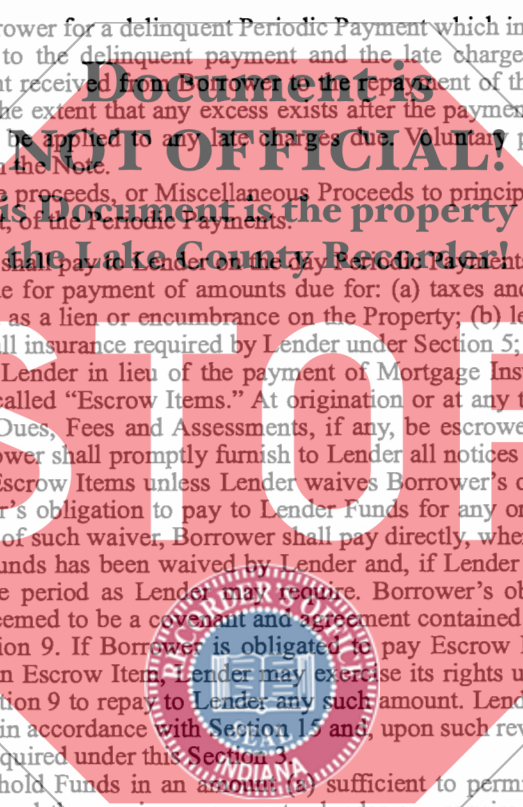 rower for a delinquent Periodic Payment which in
to the delinquent payment and the late charge
nt received from Borrower to the repayment of th
Document is
he extent that any excess exists after the paymen
be applied to any late charges due. Voluntary p
NOT OFFICIAL!
the Note.
proceeds, or Miscellaneous Proceeds to princip
is Document is the property
t, of the Periodic Payments.
the Lake County Recorder!
shall pay to Lender on the day Periodic Payments
e for payment of amounts due for: (a) taxes and
as a lien or encumbrance on the Property; (b) le
STOP
ll insurance required by Lender under Section 5;
Lender in lieu of the payment of Mortgage Ins
called “Escrow Items.” At origination or at any t
Dues, Fees and Assessments, if any, be escrowe
ower shall promptly furnish to Lender all notices
Escrow Items unless Lender waives Borrower’s o
r’s obligation to pay to Lender Funds for any or
of such waiver, Borrower shall pay directly, whe
unds has been waived by Lender and, if Lender
e period as Lender may require. Borrower’s ob
eemed to be a covenant and agreement contained
ion 9. If Borrower is obligated to pay Escrow
n Escrow Item, Lender may exercise its rights u
tion 9 to repay to Lender any such amount. Lend
in accordance with Section 15 and, upon such rev
quired under this Section 3.
hold Funds in an amount (a) sufficient to perm
RECORDER'S OFFICE
SEAL
INDIANA